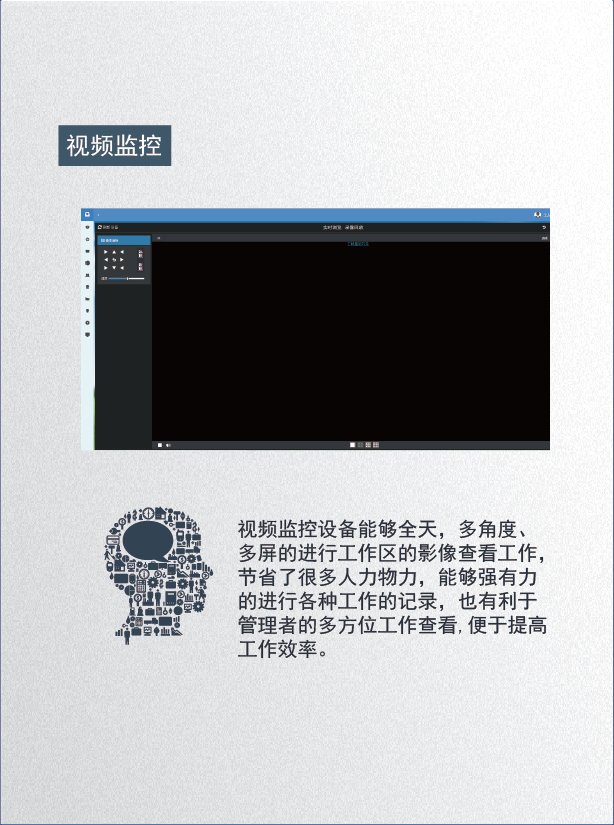 视频监控
视频监控设备能够全天，多角度、
多屏的进行工作区的影像查看工作，
节省了很多人力物力，能够强有力
的进行各种工作的记录，也有利于
管理者的多方位工作查看,便于提高
工作效率。